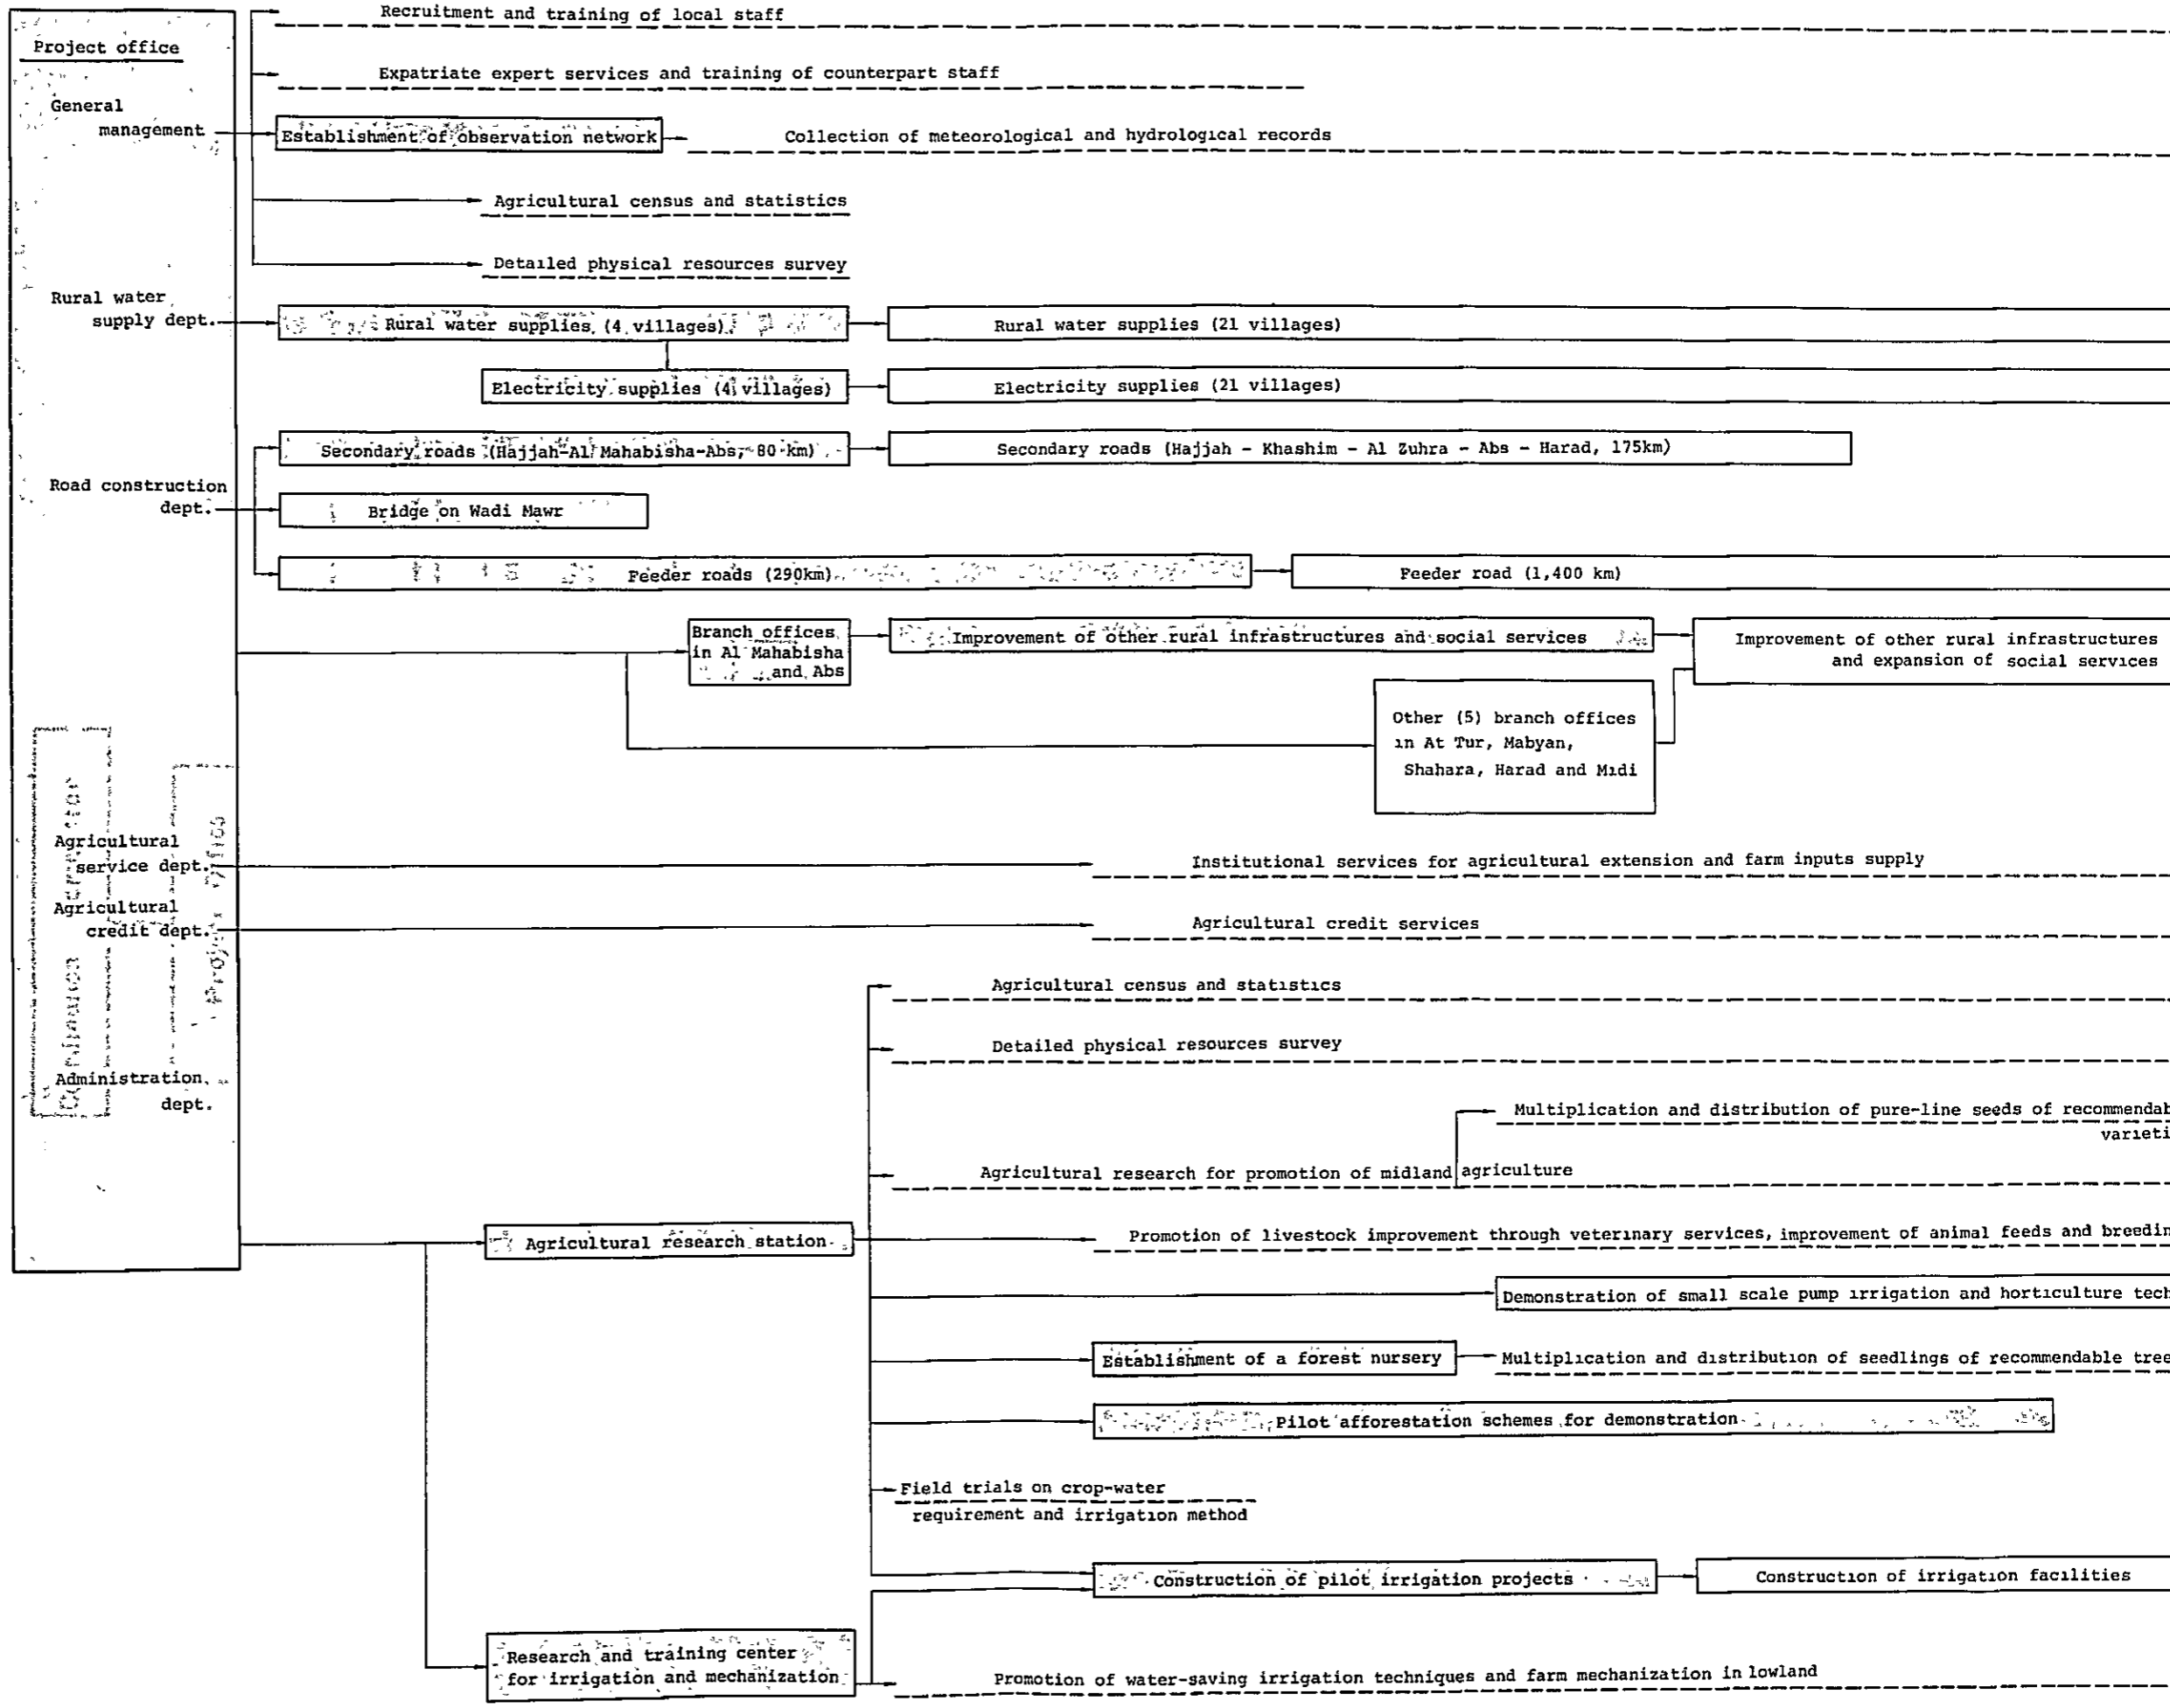 Recruitment and training of local staff
Project office
Expatriate expert services and training of counterpart staff
General
management
Establishment of observation network
Collection of meteorological and hydrological records
Agricultural census and statistics
Detailed physical resources survey
Rural water
supply dept.
Rural water supplies (4 villages)
Rural water supplies (21 villages)
Electricity supplies (4 villages)
Electricity supplies (21 villages)
Secondary roads (Hajjah-Al Mahabisha-Abs, 80 km)
Secondary roads (Hajjah - Khashim - Al Zuhra - Abs - Harad, 175km)
Road construction
dept.
Bridge on Wadi Mawr
Feeder roads (290km)
Feeder road (1,400 km)
Branch offices
in Al Mahabisha
and Abs
Improvement of other rural infrastructures and social services
Improvement of other rural infrastructures
and expansion of social services
Other (5) branch offices
in At Tur, Mabyan,
Shahara, Harad and Midi
Agricultural
service dept.
Institutional services for agricultural extension and farm inputs supply
Agricultural
credit dept.
Agricultural credit services
Agricultural census and statistics
Detailed physical resources survey
Administration
dept.
Multiplication and distribution of pure-line seeds of recommendab
varieti
Agricultural research for promotion of midland agriculture
Agricultural research station
Promotion of livestock improvement through veterinary services, improvement of animal feeds and breedin
Demonstration of small scale pump irrigation and horticulture tech
Establishment of a forest nursery
Multiplication and distribution of seedlings of recommendable tree
Pilot afforestation schemes for demonstration
Field trials on crop-water
requirement and irrigation method
Construction of pilot irrigation projects
Construction of irrigation facilities
Research and training center
for irrigation and mechanization
Promotion of water-saving irrigation techniques and farm mechanization in lowland